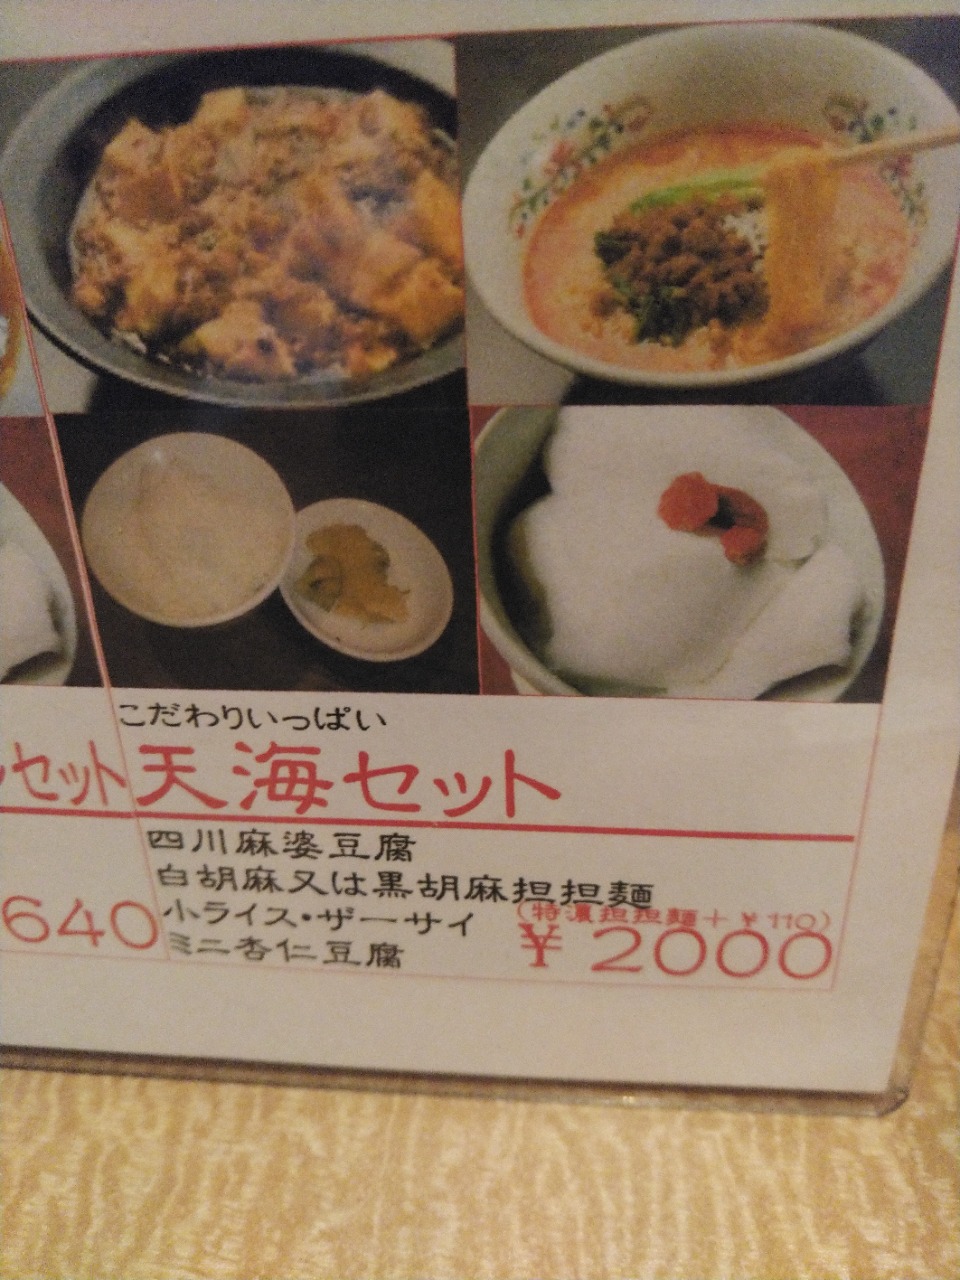 こだわりいっぱい
セット
天海セット
四川麻婆豆腐
白胡麻又は黒胡麻担担麺
小ライス・ザーサイ
(特濃担担麺＋￥110)
ミニ杏仁豆腐
￥2000
640